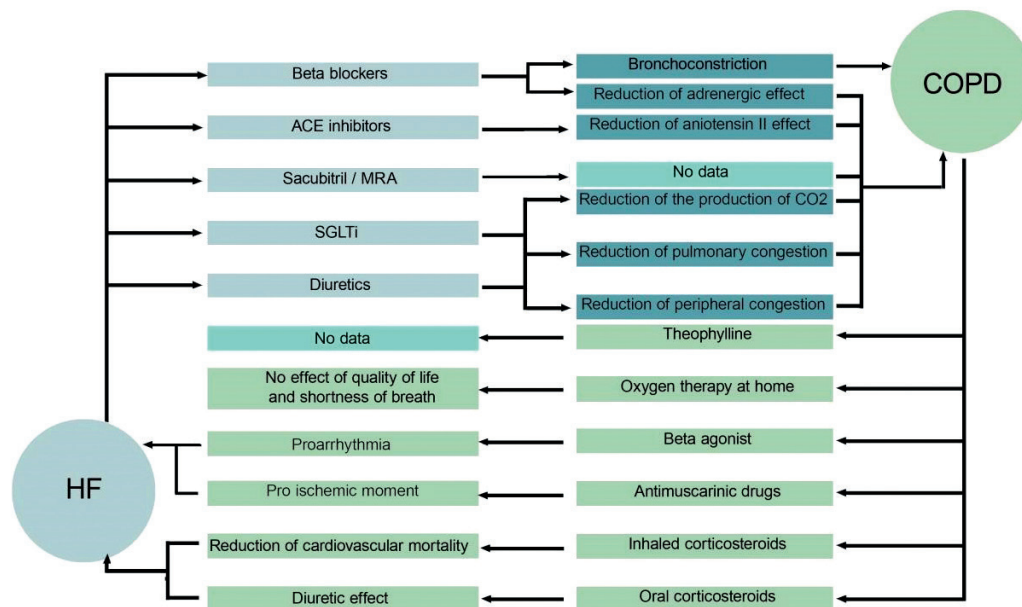 Beta blockers
Bronchoconstriction
COPD
Reduction of adrenergic effect
ACE inhibitors
Reduction of aniotensin II effect
Sacubitril / MRA
No data
Reduction of the production of CO2
SGLTi
Reduction of pulmonary congestion
Diuretics
Reduction of peripheral congestion
No data
Theophylline
No effect of quality of life
and shortness of breath
Oxygen therapy at home
Proarrhythmia
Beta agonist
HF
Pro ischemic moment
Antimuscarinic drugs
Reduction of cardiovascular mortality
Inhaled corticosteroids
Diuretic effect
Oral corticosteroids